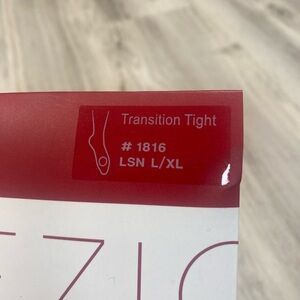 Transition Tight
# 1816
LSN L/XL